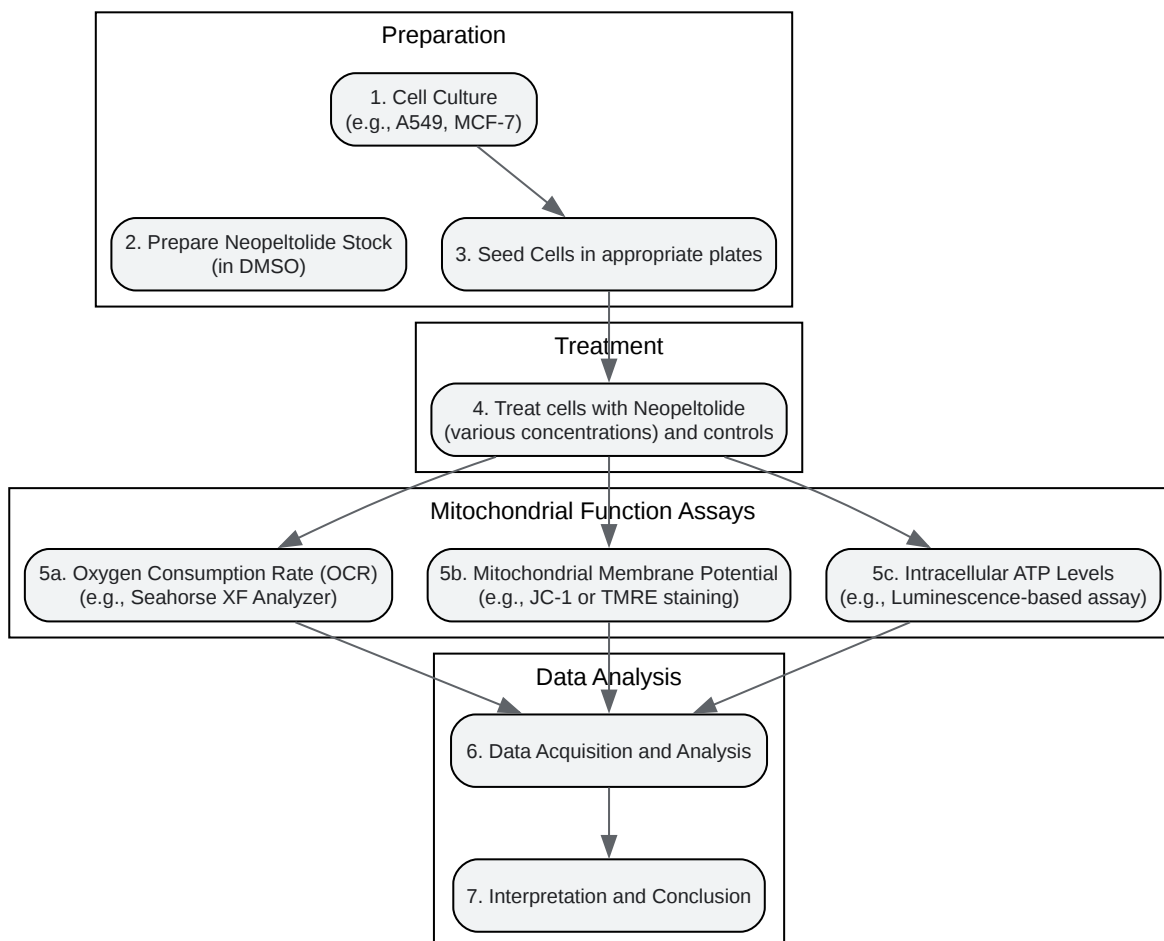 Preparation
1. Cell Culture
(e.g., A549, MCF-7)
2. Prepare Neopeltolide Stock
(in DMSO)
3. Seed Cells in appropriate plates
Treatment
4. Treat cells with Neopeltolide
(various concentrations) and controls
Mitochondrial Function Assays
5a. Oxygen Consumption Rate (OCR)
(e.g., Seahorse XF Analyzer)
5b. Mitochondrial Membrane Potential
(e.g., JC-1 or TMRE staining)
5c. Intracellular ATP Levels
(e.g., Luminescence-based assay)
Data Analysis
6. Data Acquisition and Analysis
7. Interpretation and Conclusion